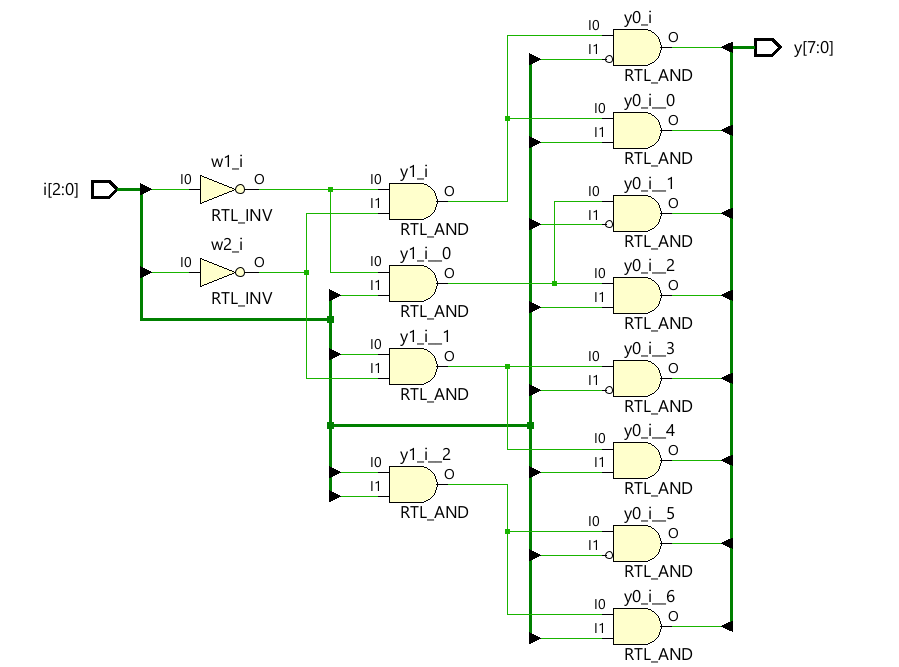 i[2:0]
w1_i
I0
O
RTL_INV
w2_i
I0
O
RTL_INV
y1_i
I0
I1
O
RTL_AND
y1_i__0
I0
I1
O
RTL_AND
y1_i__1
I0
I1
O
RTL_AND
y1_i__2
I0
I1
O
RTL_AND
y0_i
I0
I1
O
RTL_AND
y0_i__0
I0
I1
O
RTL_AND
y0_i__1
I0
I1
O
RTL_AND
y0_i__2
I0
I1
O
RTL_AND
y0_i__3
I0
I1
O
RTL_AND
y0_i__4
I0
I1
O
RTL_AND
y0_i__5
I0
I1
O
RTL_AND
y0_i__6
I0
I1
O
RTL_AND
y[7:0]